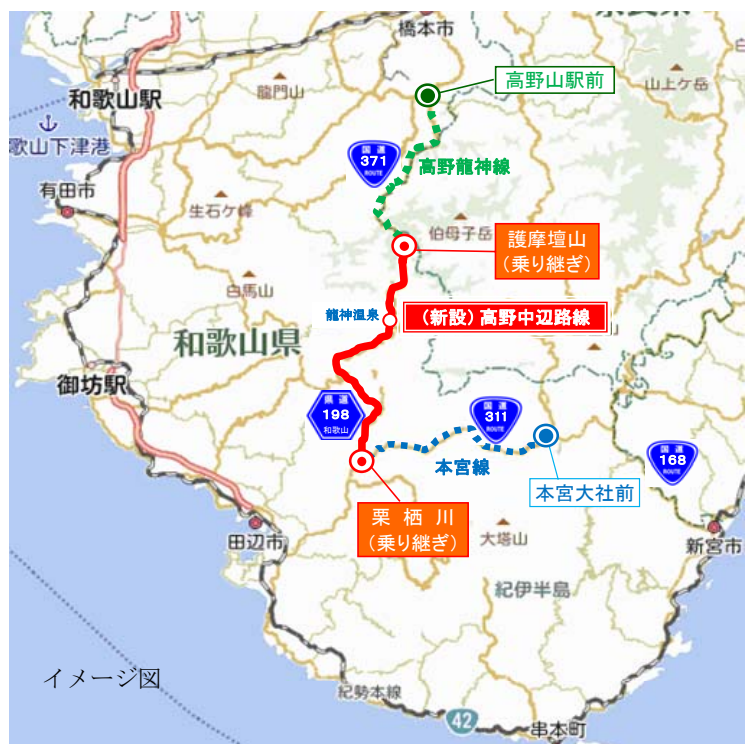 橋本市
高野山駅前
和歌山駅
龍門山
山上ケ岳
歌山下津港
国道
371
ROUTE
高野龍神線
有田市
生石ケ峰
伯母子岳
護摩壇山
(乗り継ぎ)
白馬山
龍神温泉
(新設)高野中辺路線
和歌山県
御坊駅
県道
198
和歌山
国道
311
ROUTE
本宮線
国道
168
ROUTE
本宮大社前
栗栖川
(乗り継ぎ)
田辺市
大塔山
新宮市
紀伊半島
イメージ図
紀勢本線
42
串本町